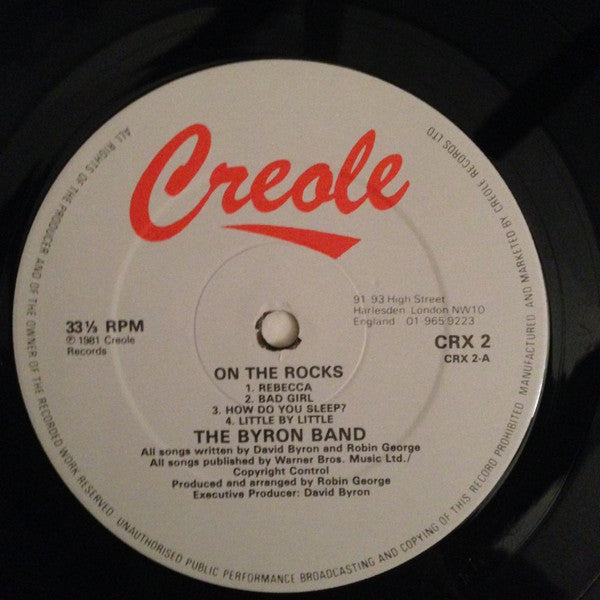 Creole
91-93 High Street
Harlesden London NW10
England 01 965 9223
33⅓ RPM
℗ 1981 Creole
Records
CRX 2
CRX 2-A
ON THE ROCKS
1. REBECCA
2. BAD GIRL
3. HOW DO YOU SLEEP?
4. LITTLE BY LITTLE
THE BYRON BAND
All songs written by David Byron and Robin George
All songs published by Warner Bros. Music Ltd./
Copyright Control
Produced and arranged by Robin George
Executive Producer: David Byron
ALL RIGHTS OF THE PRODUCER AND OF THE OWNER OF THE RECORDED WORK RESERVED. UNAUTHORISED PUBLIC PERFORMANCE BROADCASTING AND COPYING OF THIS RECORD PROHIBITED. MANUFACTURED AND MARKETED BY CREOLE RECORDS LTD